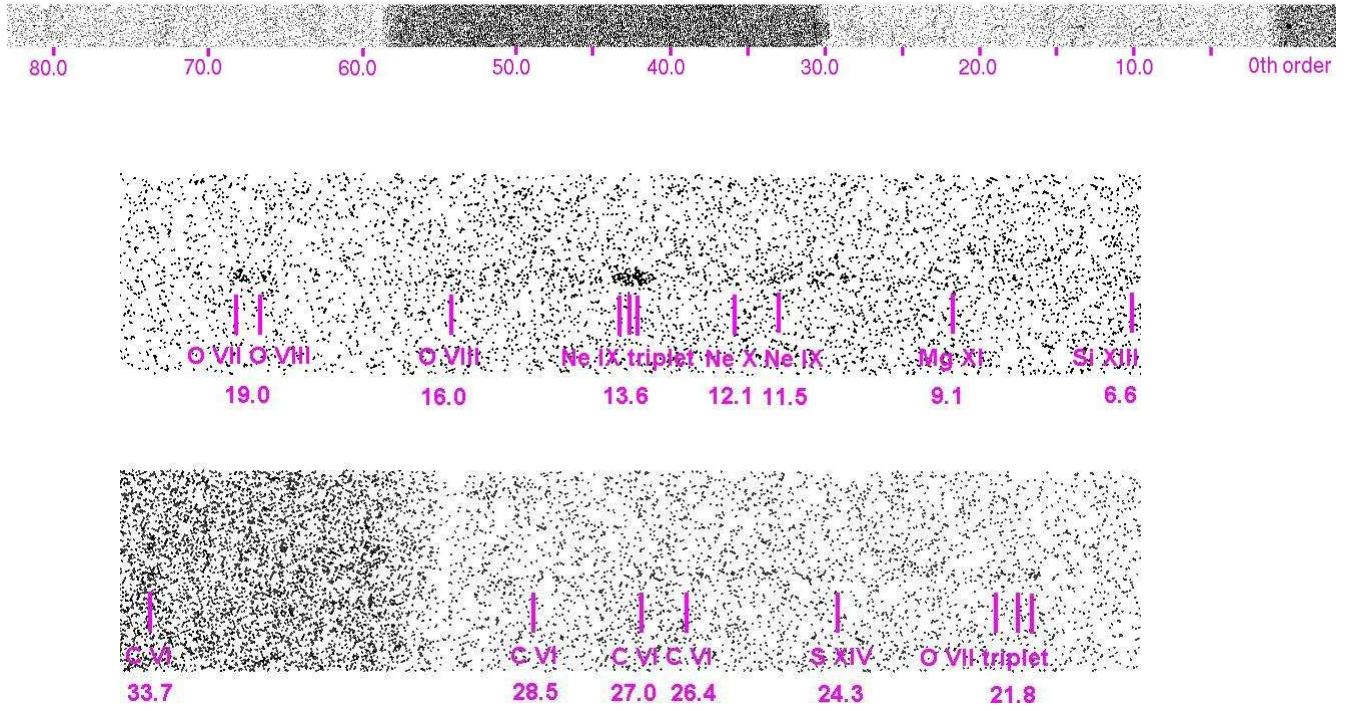 80.0 70.0 60.0 50.0 40.0 30.0 20.0 10.0 0th order
O VII O VIII O VIII Ne IX triplet Ne X Ne IX Mg XI Si XIII
19.0 16.0 13.6 12.1 11.5 9.1 6.6
C VI C VI C VI C VI S XIV O VII triplet
33.7 28.5 27.0 26.4 24.3 21.8